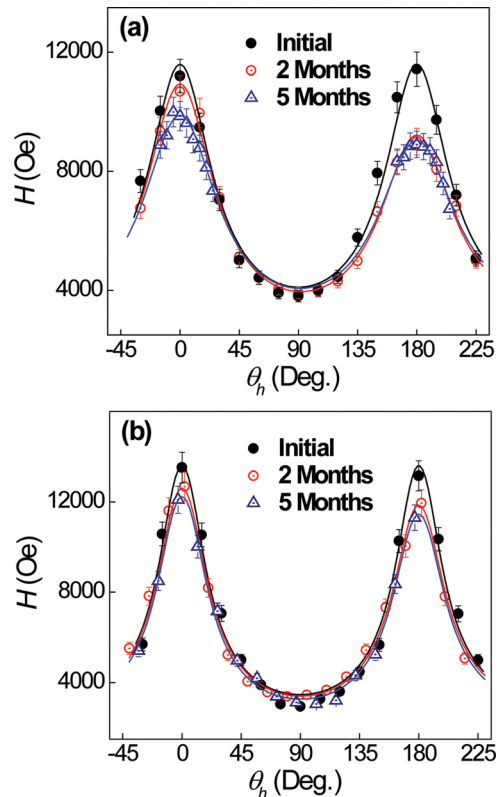 (a)
Initial
2 Months
5 Months
12000
8000
4000
H (Oe)
-45 0 45 90 135 180 225
θh (Deg.)
(b)
Initial
2 Months
5 Months
12000
8000
4000
H (Oe)
-45 0 45 90 135 180 225
θh (Deg.)